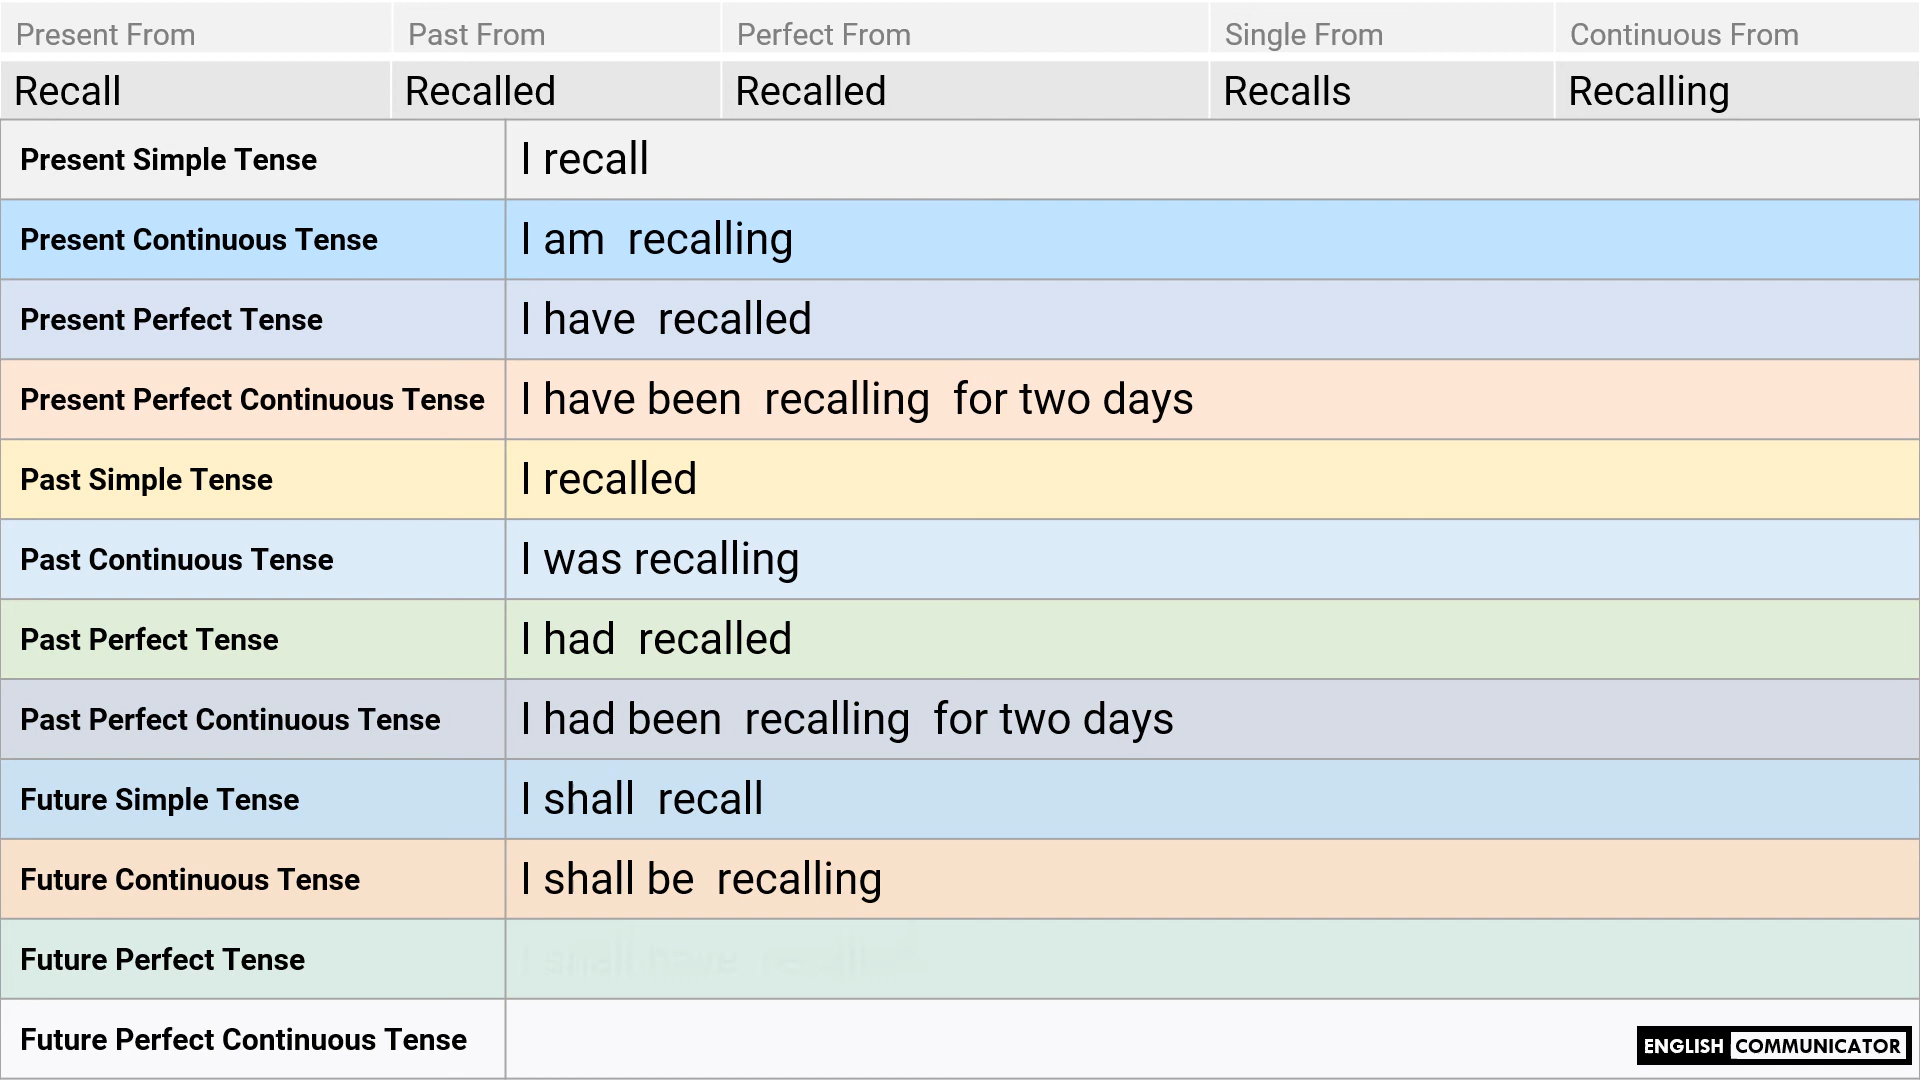 Present From Past From Perfect From Single From Continuous From
Recall Recalled Recalled Recalls Recalling
Present Simple Tense I recall
Present Continuous Tense I am recalling
Present Perfect Tense I have recalled
Present Perfect Continuous Tense I have been recalling for two days
Past Simple Tense I recalled
Past Continuous Tense I was recalling
Past Perfect Tense I had recalled
Past Perfect Continuous Tense I had been recalling for two days
Future Simple Tense I shall recall
Future Continuous Tense I shall be recalling
Future Perfect Tense I shall have recalled
Future Perfect Continuous Tense
ENGLISH COMMUNICATOR